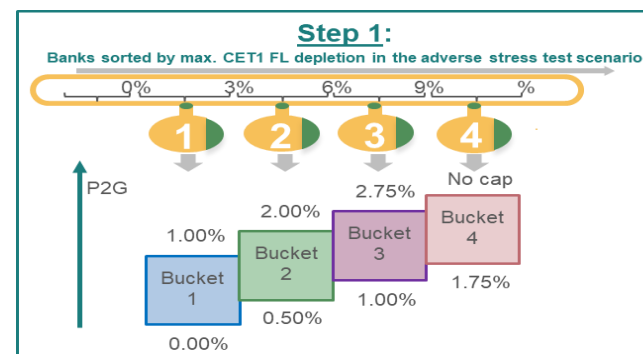 Step 1:
Banks sorted by max. CET1 FL depletion in the adverse stress test scenario
0% 3% 6% 9% %
1 2 3 4
P2G
No cap
2.75%
2.00%
1.00%
Bucket 1
Bucket 2
Bucket 3
Bucket 4
1.75%
1.00%
0.50%
0.00%